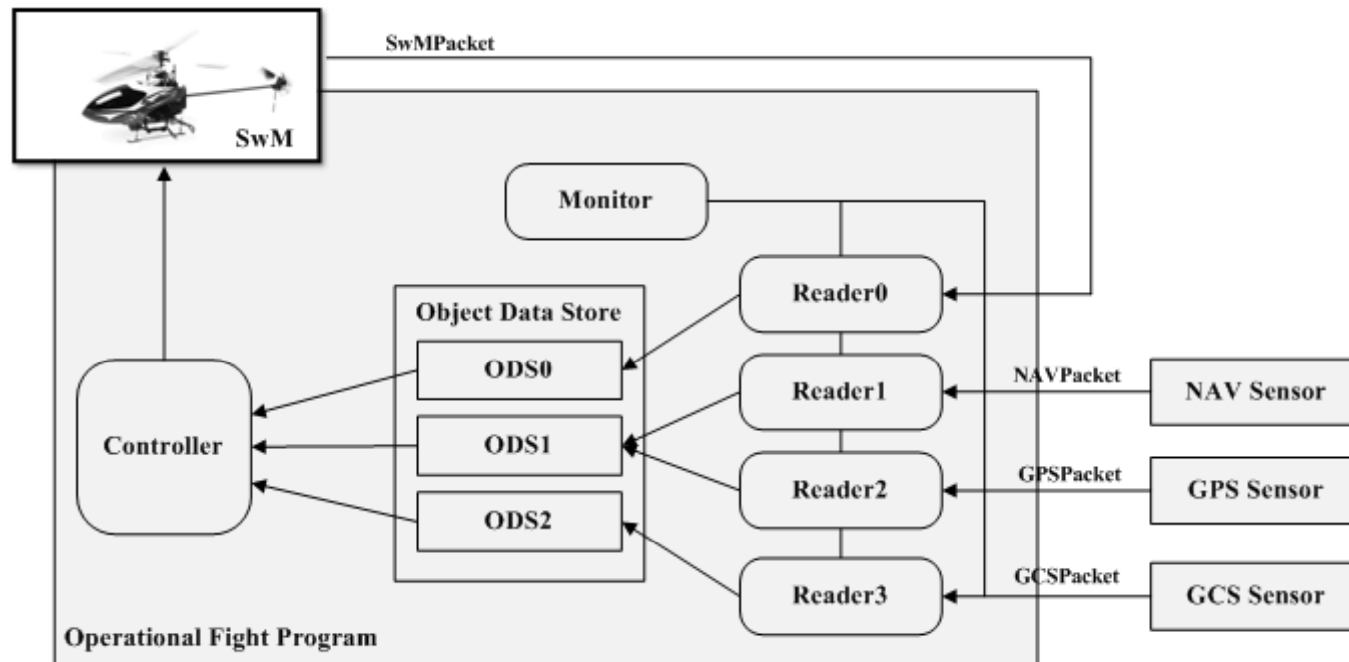 SwMPacket
SwM
Monitor
Reader0
Object Data Store
ODS0
Reader1
NAVPacket
NAV Sensor
Controller
ODS1
Reader2
GPSPacket
GPS Sensor
ODS2
Reader3
GCSPacket
GCS Sensor
Operational Fight Program